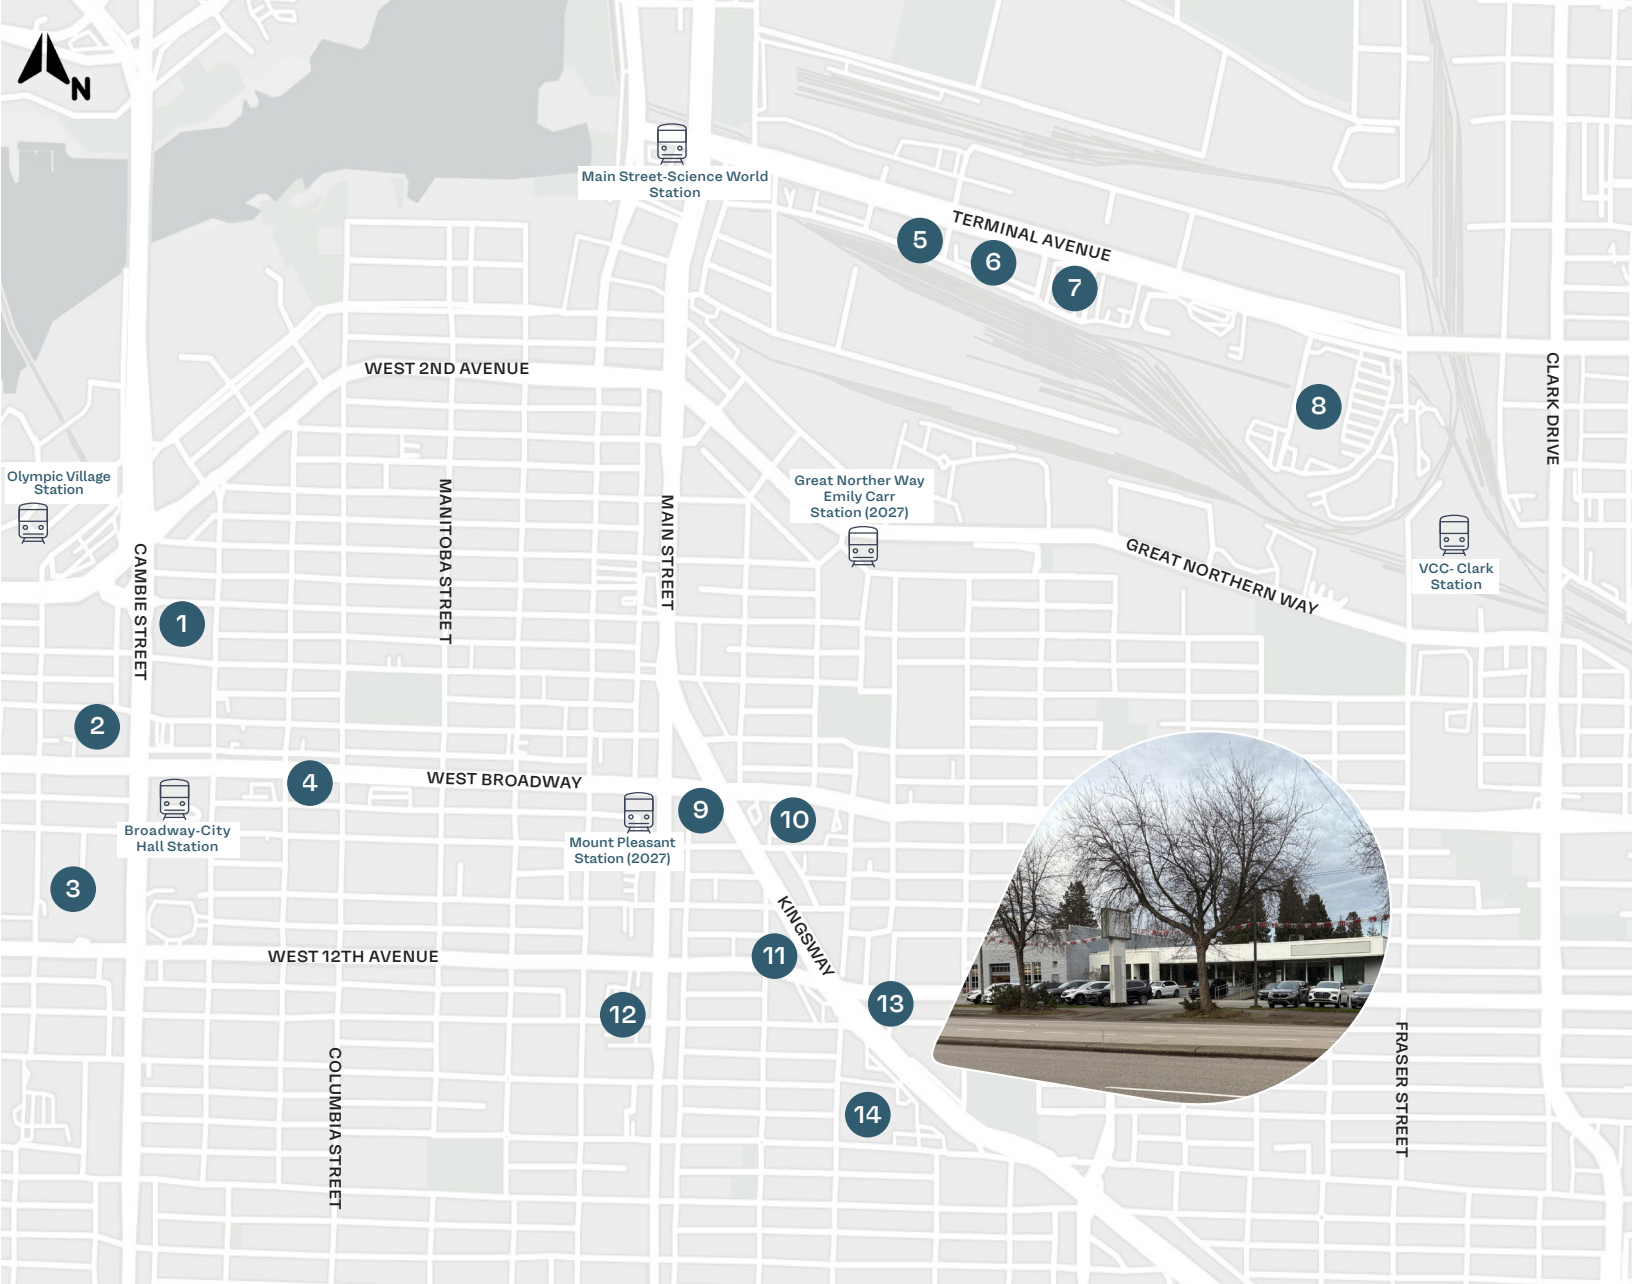 N
Main Street-Science World
Station
TERMINAL AVENUE
5
6
7
WEST 2ND AVENUE
CLARK DRIVE
8
Olympic Village
Station
MANITOBA STREET
MAIN STREET
Great Norther Way
Emily Carr
Station (2027)
GREAT NORTHERN WAY
VCC- Clark
Station
CAMBIE STREET
1
2
4
WEST BROADWAY
Broadway-City
Hall Station
Mount Pleasant
Station (2027)
9
10
3
KINGSWAY
WEST 12TH AVENUE
11
12
13
COLUMBIA STREET
FRASER STREET
14